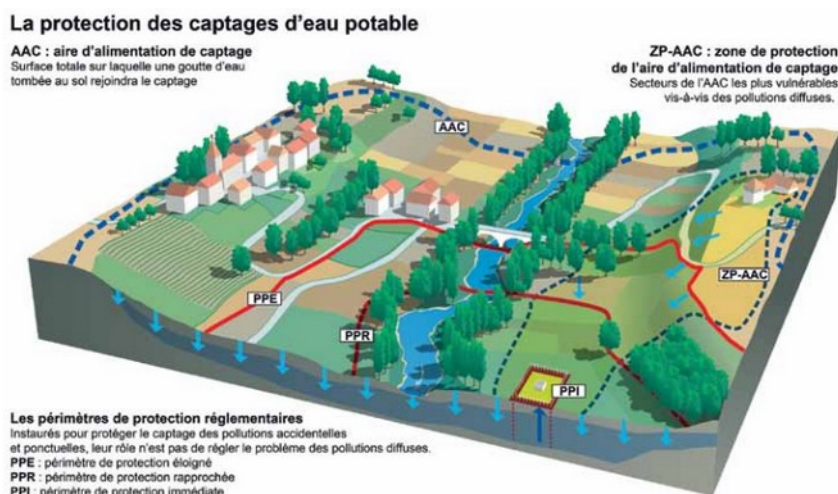 La protection des captages d'eau potable
AAC : aire d'alimentation de captage
Surface totale sur laquelle une goutte d'eau
tombée au sol rejoindra le captage
ZP-AAC : zone de protection
de l'aire d'alimentation de captage
Secteurs de l'AAC les plus vulnérables
vis-à-vis des pollutions diffuses.
AAC
ZP-AAC
PPE
PPR
PPI
Les périmètres de protection réglementaires
Instaurés pour protéger le captage des pollutions accidentelles
et ponctuelles, leur rôle n'est pas de régler le problème des pollutions diffuses.
PPE : périmètre de protection éloigné
PPR : périmètre de protection rapprochée
PPI : périmètre de protection immédiate